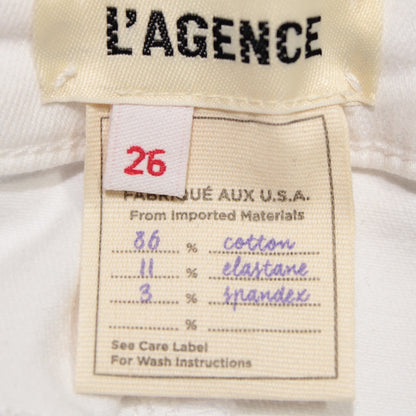 L'AGENCE
26
FABRIQUÉ AUX U.S.A.
From Imported Materials
86 % cotton
11 % elastane
3 % spandex
%
See Care Label
For Wash Instructions